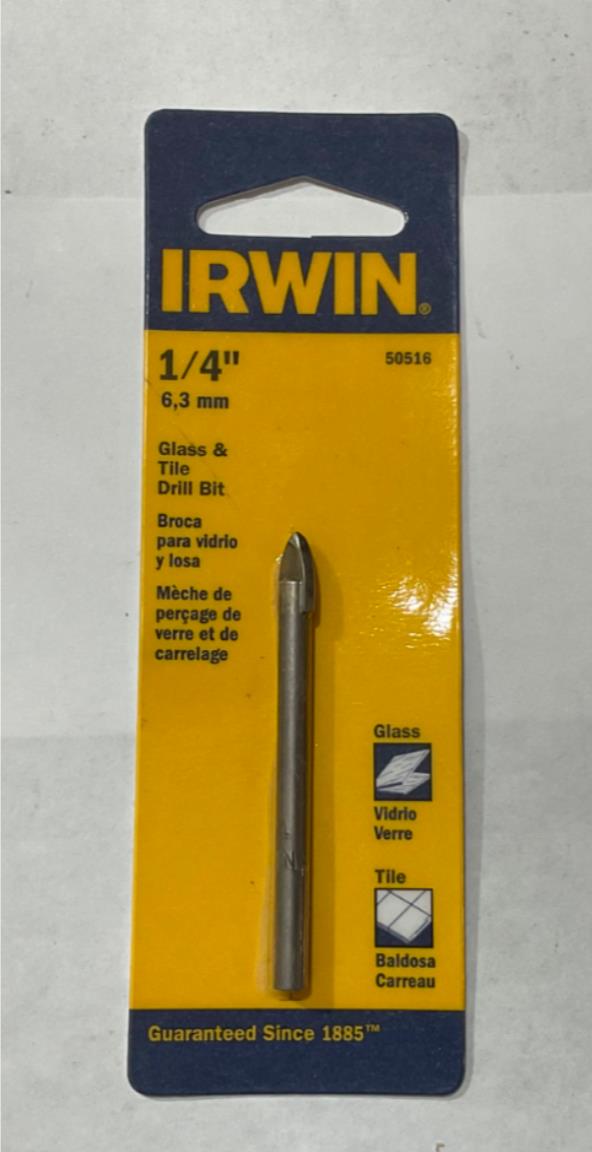 IRWIN®
1/4"
50516
6,3 mm
Glass &
Tile
Drill Bit
Broca
para vidrio
y losa
Mèche de
perçage de
verre et de
carrelage
Glass
Vidrio
Verre
Tile
Baldosa
Carreau
Guaranteed Since 1885™